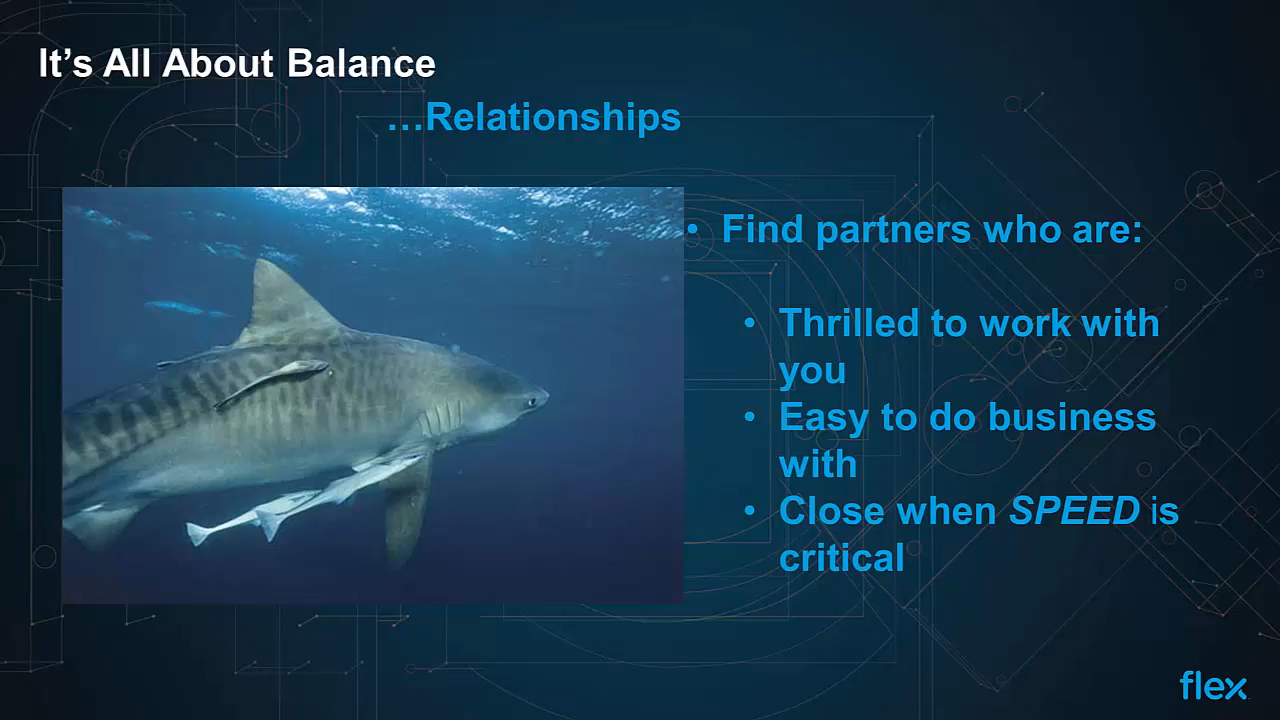 It's All About Balance
…Relationships
• Find partners who are:
• Thrilled to work with
you
• Easy to do business
with
• Close when SPEED is
critical
flex